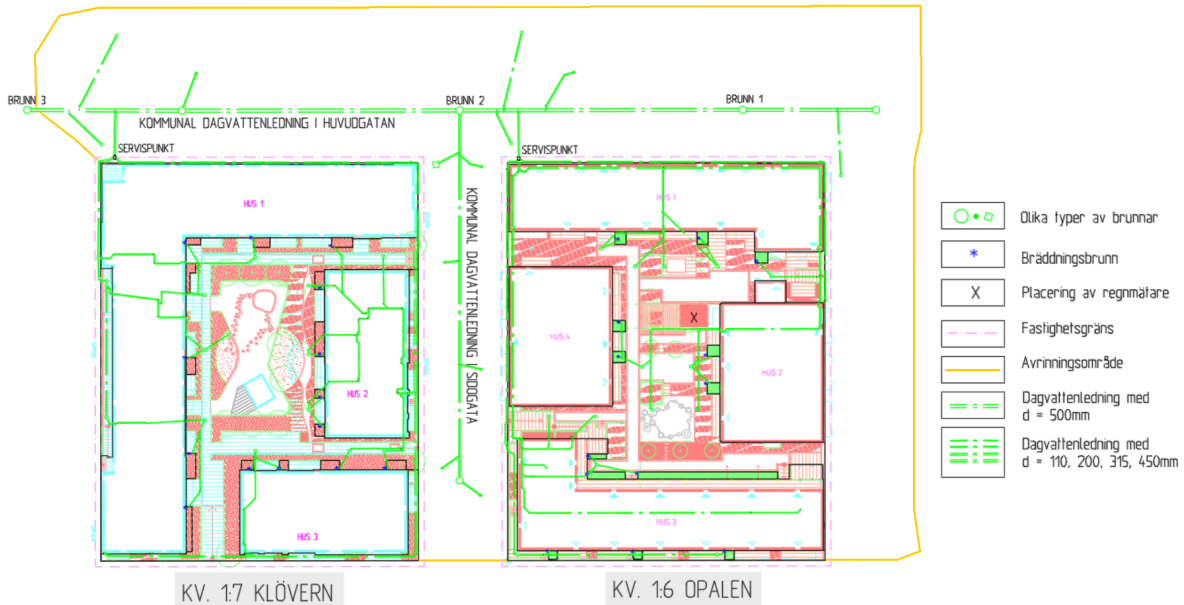 BRUNN 3
BRUNN 2
BRUNN 1
KOMMUNAL DAGVATTENLEDNING I HUVUDGATAN
SERVISPUNKT
SERVISPUNKT
KOMMUNAL DAGVATTENLEDNING I SIDOGATA
HUS 1
HUS 2
HUS 3
HUS 1
HUS 4
X
HUS 2
HUS 3
KV. 1:7 KLÖVERN
KV. 1:6 OPALEN
Olika typer av brunnar
* Bräddningsbrunn
X Placering av regnmätare
Fastighetsgräns
Avrinningsområde
Dagvattenledning med
d = 500mm
Dagvattenledning med
d = 110, 200, 315, 450mm